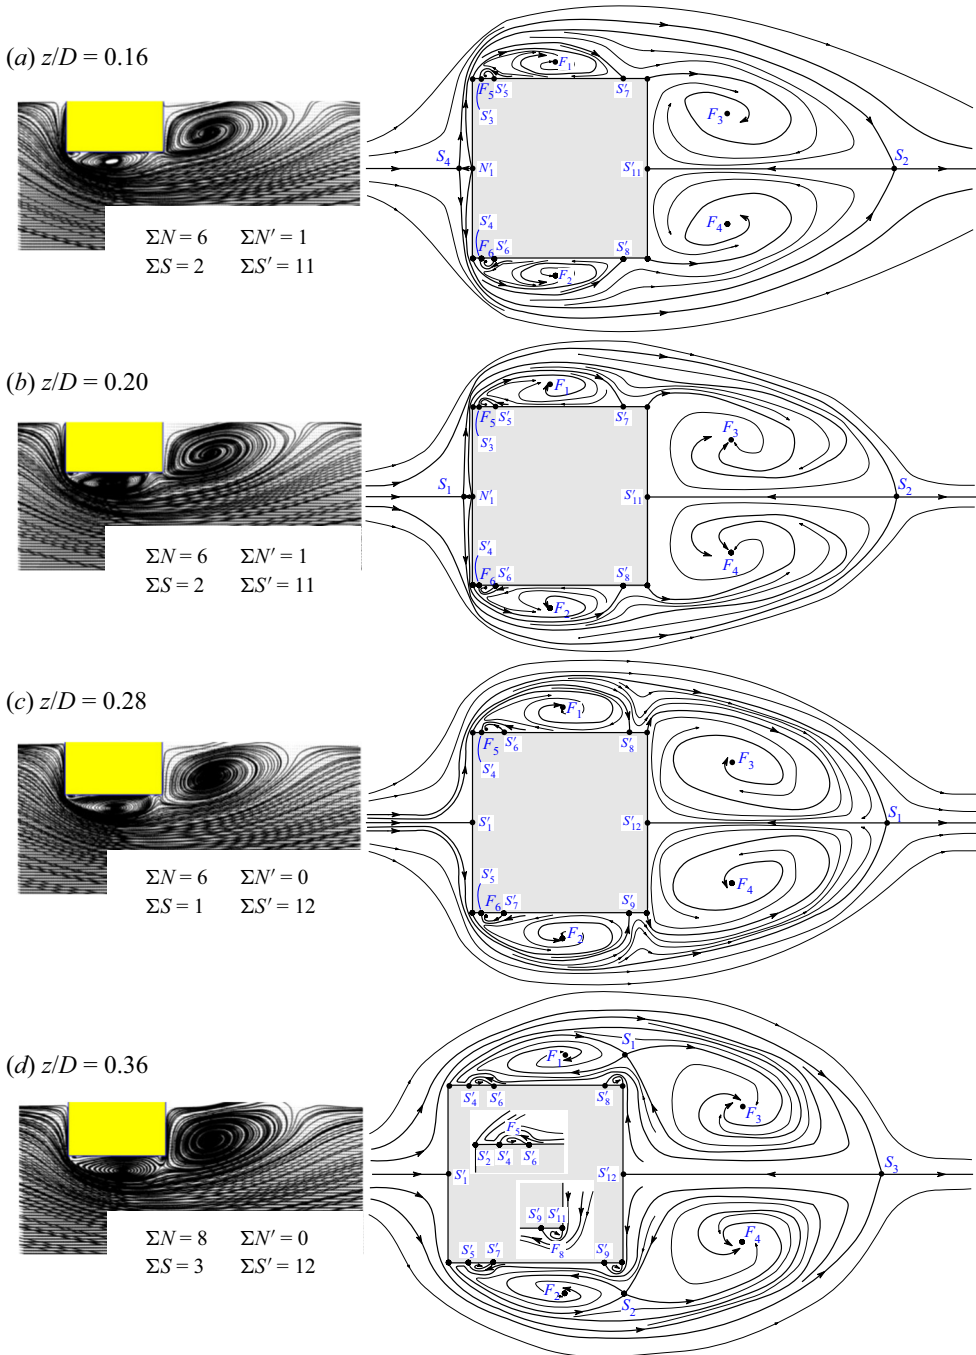 (a) z/D = 0.16
F₁
F₅ S′₅ S′₇
S′₃
F₃
S₄ N′₁ S′₁₁ S₂
S′₄
F₄
F₆ S′₆ S′₈
F₂
ΣN = 6 ΣN′ = 1
ΣS = 2 ΣS′ = 11
(b) z/D = 0.20
F₁
F₅ S′₅ S′₇
S′₃
F₃
S₁ N′₁ S′₁₁ S₂
S′₄
F₄
F₆ S′₆ S′₈
F₂
ΣN = 6 ΣN′ = 1
ΣS = 2 ΣS′ = 11
(c) z/D = 0.28
F₁
F₅ S′₆ S′₈
S′₄
F₃
S′₁ S′₁₂ S₁
S′₅
F₄
F₆ S′₇ S′₉
F₂
ΣN = 6 ΣN′ = 0
ΣS = 1 ΣS′ = 12
(d) z/D = 0.36
F₁ S₁
S′₄ S′₆ S′₈
F₃
F₅
S′₂ S′₄ S′₆
S′₁ S′₁₂ S₃
S′₉ S′₁₁
F₈
F₄
S′₅ S′₇ S′₉
F₂ S₂
ΣN = 8 ΣN′ = 0
ΣS = 3 ΣS′ = 12